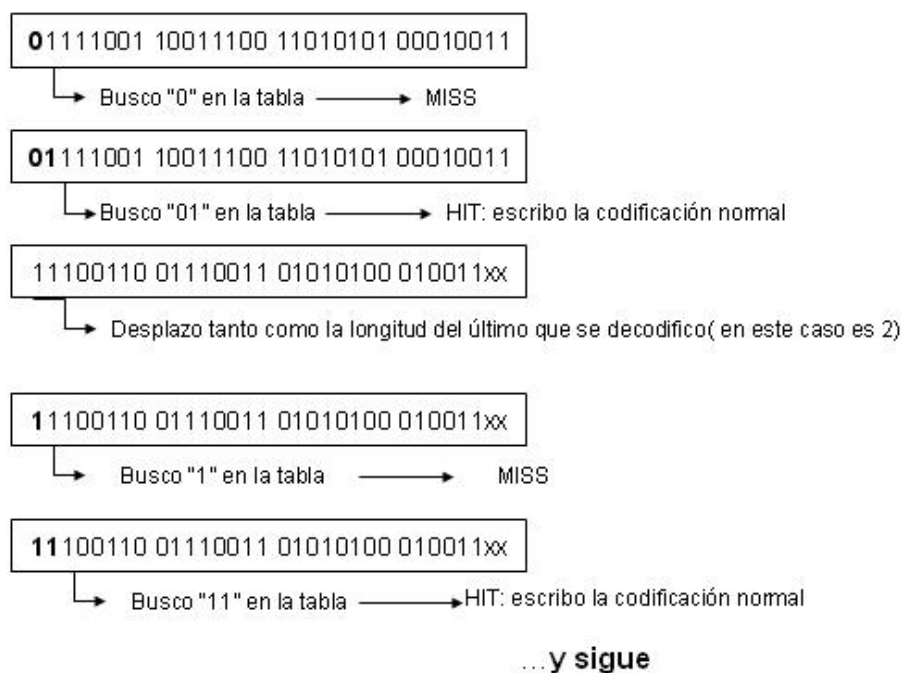 01111001 10011100 11010101 00010011
Busco "0" en la tabla MISS
01111001 10011100 11010101 00010011
Busco "01" en la tabla HIT: escribo la codificación normal
11100110 01110011 01010100 010011xx
Desplazo tanto como la longitud del último que se decodifico( en este caso es 2)
11100110 01110011 01010100 010011xx
Busco "1" en la tabla MISS
11100110 01110011 01010100 010011xx
Busco "11" en la tabla HIT: escribo la codificación normal
...y sigue